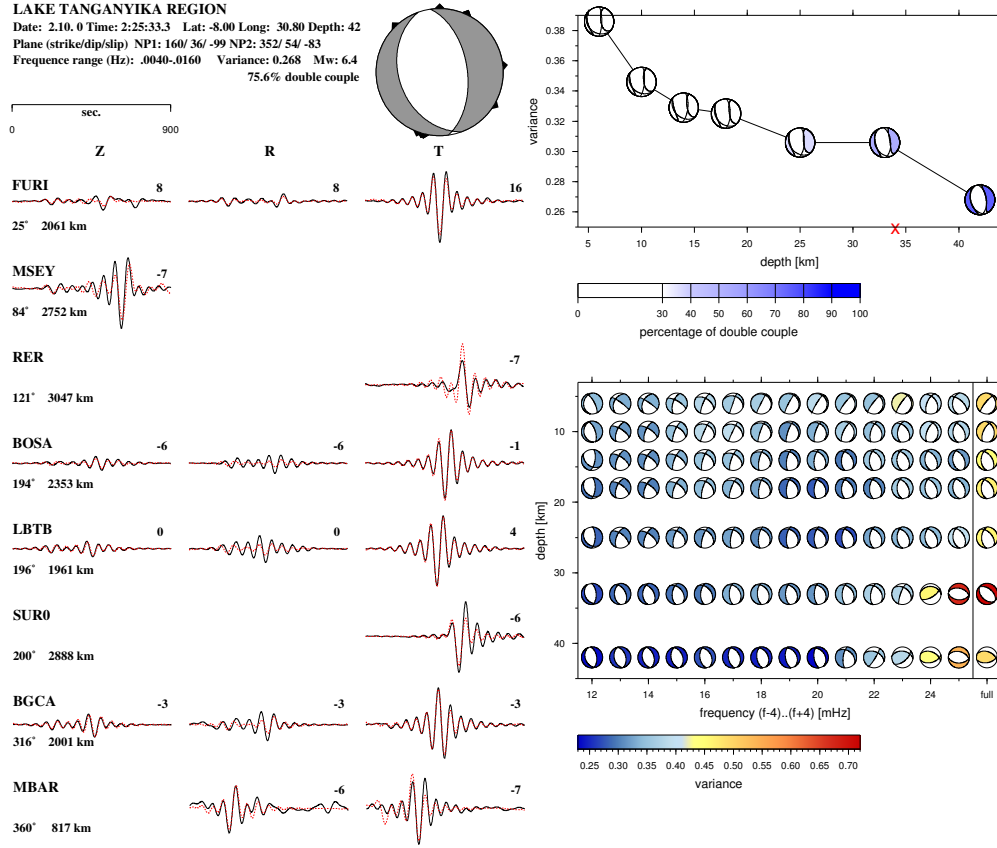 LAKE TANGANYIKA REGION
Date: 2.10. 0 Time: 2:25:33.3 Lat: -8.00 Long: 30.80 Depth: 42
Plane (strike/dip/slip) NP1: 160/ 36/ -99 NP2: 352/ 54/ -83
Frequence range (Hz): .0040-.0160 Variance: 0.268 Mw: 6.4
75.6% double couple
sec.
0 900
Z R T
FURI 8 8 16
25° 2061 km
MSEY -7
84° 2752 km
RER -7
121° 3047 km
BOSA -6 -6 -1
194° 2353 km
LBTB 0 0 4
196° 1961 km
SUR0 -6
200° 2888 km
BGCA -3 -3 -3
316° 2001 km
MBAR -6 -7
360° 817 km
variance
0.38
0.36
0.34
0.32
0.30
0.28
0.26
x
5 10 15 20 25 30 35 40
depth [km]
0 30 40 50 60 70 80 90 100
percentage of double couple
depth [km]
10
20
30
40
12 14 16 18 20 22 24 full
frequency (f-4)..(f+4) [mHz]
0.25 0.30 0.35 0.40 0.45 0.50 0.55 0.60 0.65 0.70
variance